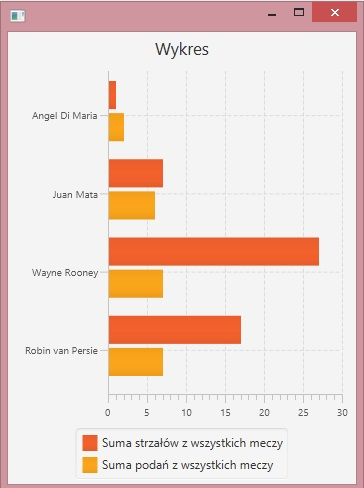 Wykres
Angel Di Maria
Juan Mata
Wayne Rooney
Robin van Persie
0 5 10 15 20 25 30
Suma strzałów z wszystkich meczy
Suma podań z wszystkich meczy